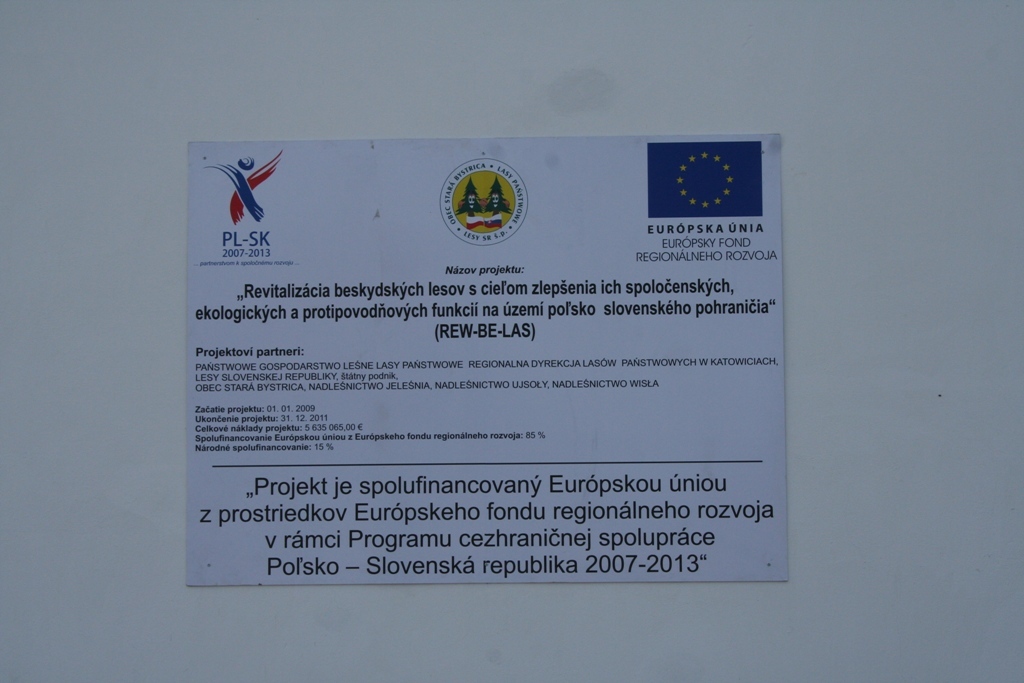 PL-SK
2007-2013
... partnerstvom k spoločnému rozvoju ...
OBEC STARÁ BYSTRICA • LASY PAŃSTWOWE • LESY SR Š.P. •
EURÓPSKA ÚNIA
EURÓPSKY FOND
REGIONÁLNEHO ROZVOJA
Názov projektu:
„Revitalizácia beskydských lesov s cieľom zlepšenia ich spoločenských,
ekologických a protipovodňových funkcií na území poľsko slovenského pohraničia“
(REW-BE-LAS)
Projektoví partneri:
PAŃSTWOWE GOSPODARSTWO LEŚNE LASY PAŃSTWOWE REGIONALNA DYREKCJA LASÓW PAŃSTWOWYCH W KATOWICIACH,
LESY SLOVENSKEJ REPUBLIKY, štátny podnik,
OBEC STARÁ BYSTRICA, NADLEŚNICTWO JELEŚNIA, NADLEŚNICTWO UJSOŁY, NADLEŚNICTWO WISŁA
Začatie projektu: 01. 01. 2009
Ukončenie projektu: 31. 12. 2011
Celkové náklady projektu: 5 635 065,00 €
Spolufinancovanie Európskou úniou z Európskeho fondu regionálneho rozvoja: 85 %
Národné spolufinancovanie: 15 %
„Projekt je spolufinancovaný Európskou úniou
z prostriedkov Európskeho fondu regionálneho rozvoja
v rámci Programu cezhraničnej spolupráce
Poľsko – Slovenská republika 2007-2013“